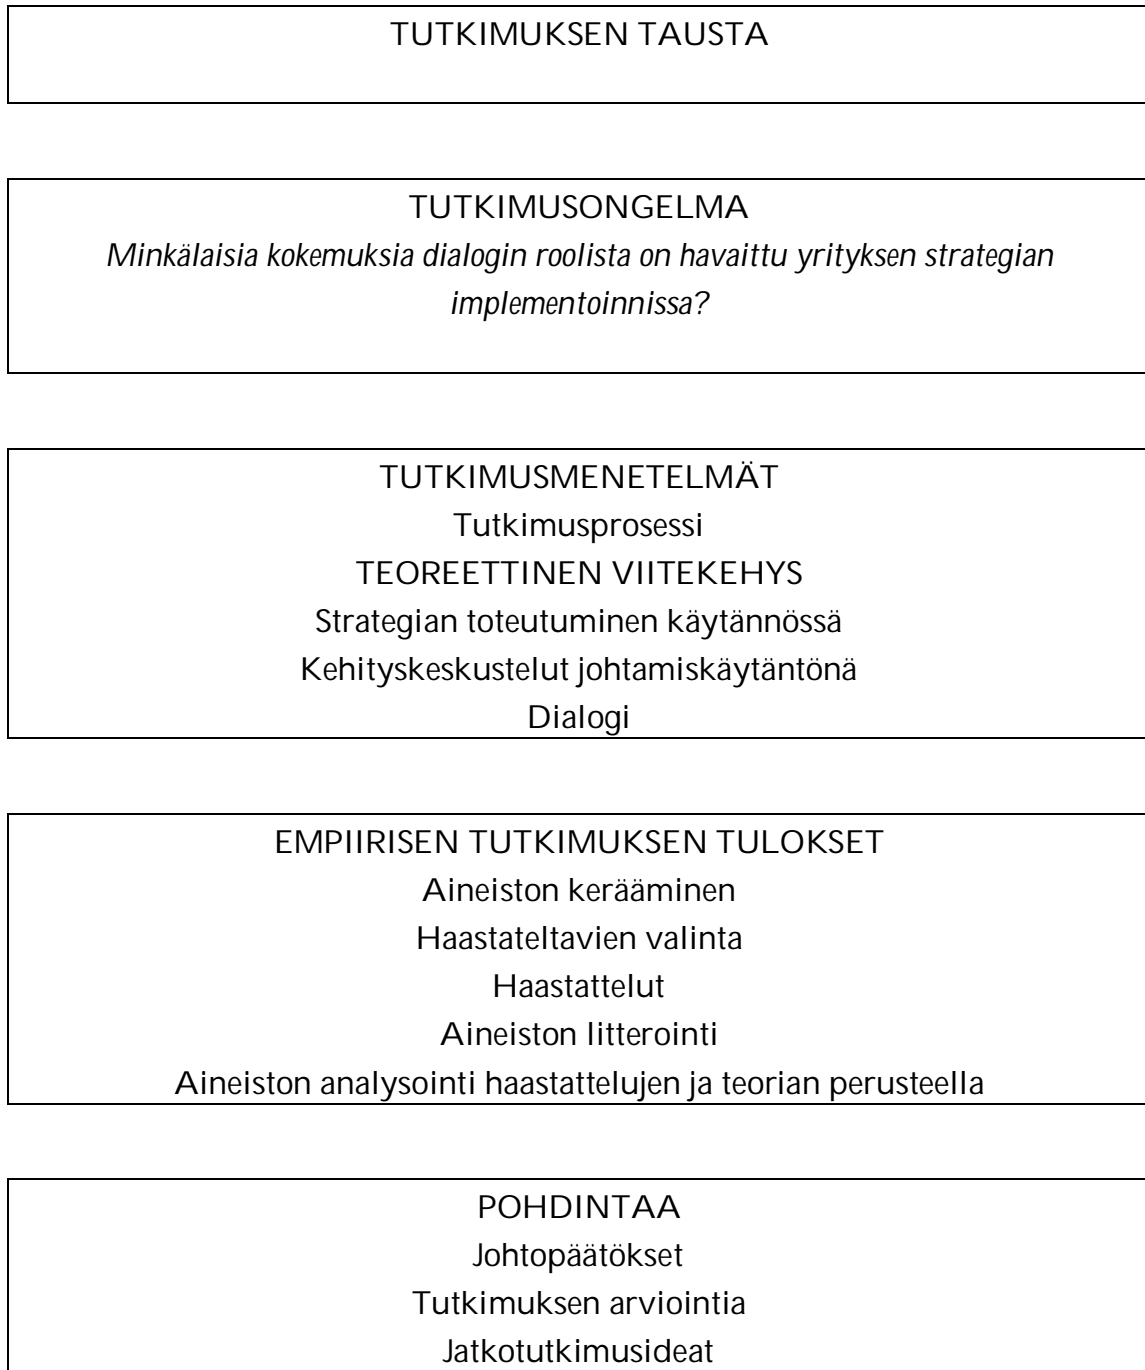 TUTKIMUKSEN TAUSTA
TUTKIMUSONGELMA
Minkälaisia kokemuksia dialogin roolista on havaittu yrityksen strategian
implementoinnissa?
TUTKIMUSMENETELMÄT
Tutkimusprosessi
TEOREETTINEN VIITEKEHYS
Strategian toteutuminen käytännössä
Kehityskeskustelut johtamiskäytäntönä
Dialogi
EMPIIRISEN TUTKIMUKSEN TULOKSET
Aineiston kerääminen
Haastateltavien valinta
Haastattelut
Aineiston litterointi
Aineiston analysointi haastattelujen ja teorian perusteella
POHDINTAA
Johtopäätökset
Tutkimuksen arviointia
Jatkotutkimusideat